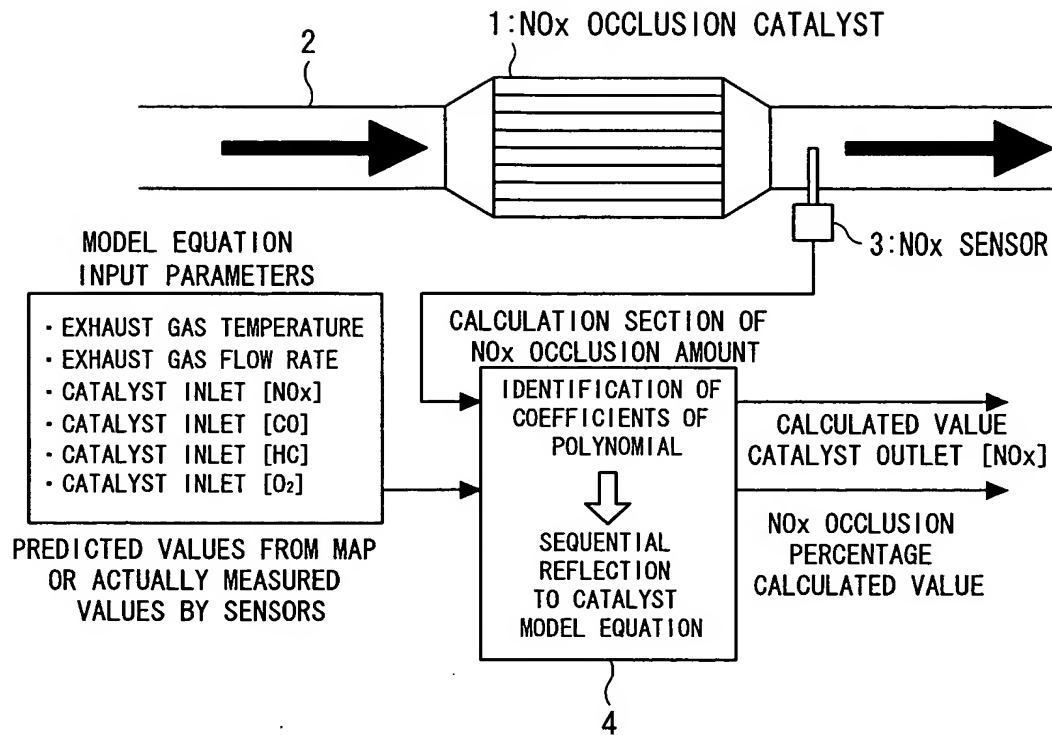 1:NOx OCCLUSION CATALYST
2
3:NOx SENSOR
MODEL EQUATION
INPUT PARAMETERS
· EXHAUST GAS TEMPERATURE
· EXHAUST GAS FLOW RATE
· CATALYST INLET [NOx]
· CATALYST INLET [CO]
· CATALYST INLET [HC]
· CATALYST INLET [O₂]
PREDICTED VALUES FROM MAP
OR ACTUALLY MEASURED
VALUES BY SENSORS
CALCULATION SECTION OF
NOx OCCLUSION AMOUNT
IDENTIFICATION OF
COEFFICIENTS OF
POLYNOMIAL
SEQUENTIAL
REFLECTION
TO CATALYST
MODEL EQUATION
4
CALCULATED VALUE
CATALYST OUTLET [NOx]
NOx OCCLUSION
PERCENTAGE
CALCULATED VALUE